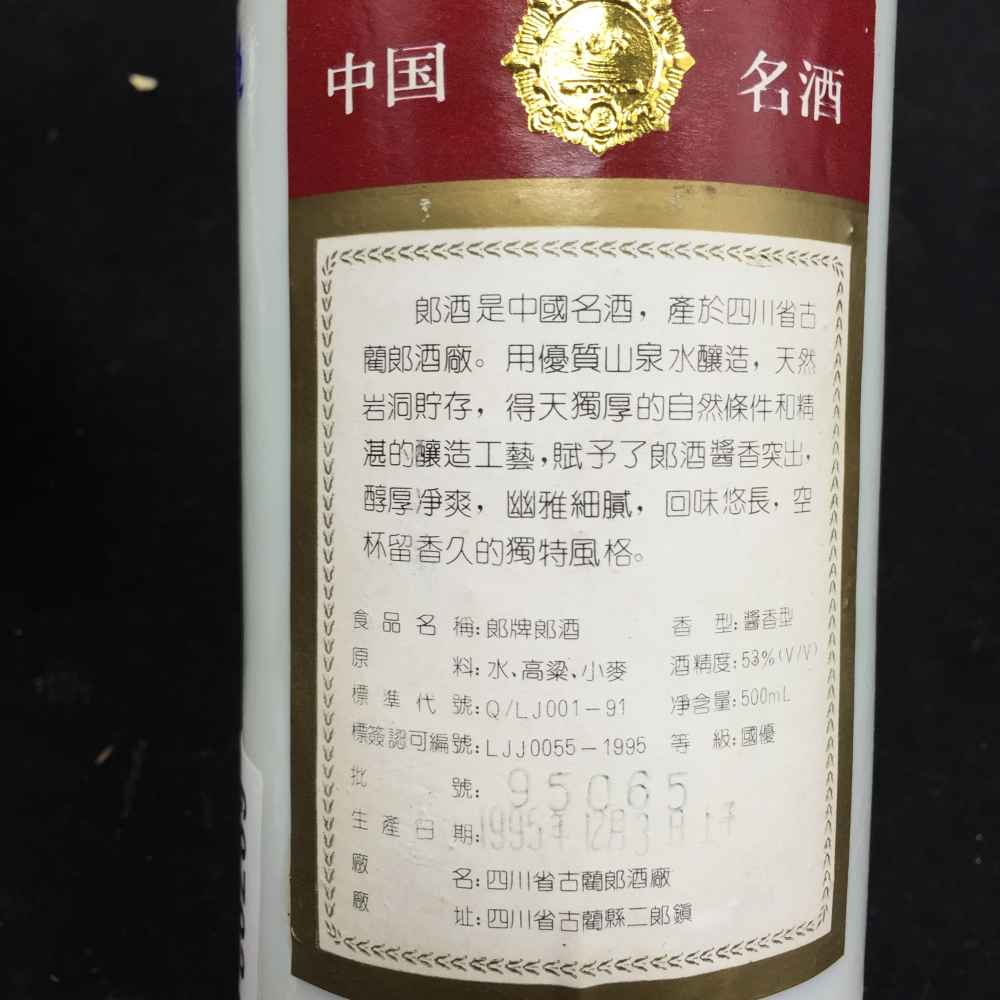 中国 名酒
郎酒是中國名酒，產於四川省古
藺郎酒廠。用優質山泉水釀造，天然
岩洞貯存，得天獨厚的自然條件和精
湛的釀造工藝，賦予了郎酒醬香突出，
醇厚凈爽，幽雅細膩，回味悠長，空
杯留香久的獨特風格。
食品名稱：郎牌郎酒 香型：醬香型
原料：水、高粱、小麥 酒精度：53%(V/V)
標準代號：Q/LJ001-91 凈含量：500mL
標簽認可編號：LJJ0055-1995 等級：國優
批號：95065
生產日期：1995年12月3日
廠名：四川省古藺郎酒廠
廠址：四川省古藺縣二郎鎮